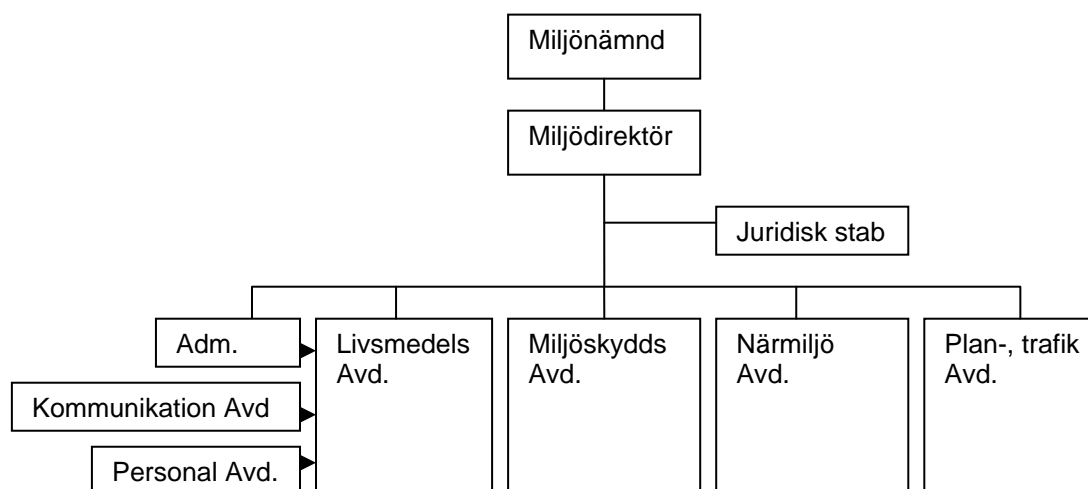 Miljönämnd
Miljödirektör
Juridisk stab
Adm.
Livsmedels
Avd.
Miljöskydds
Avd.
Närmiljö
Avd.
Plan-, trafik
Avd.
Kommunikation Avd
Personal Avd.